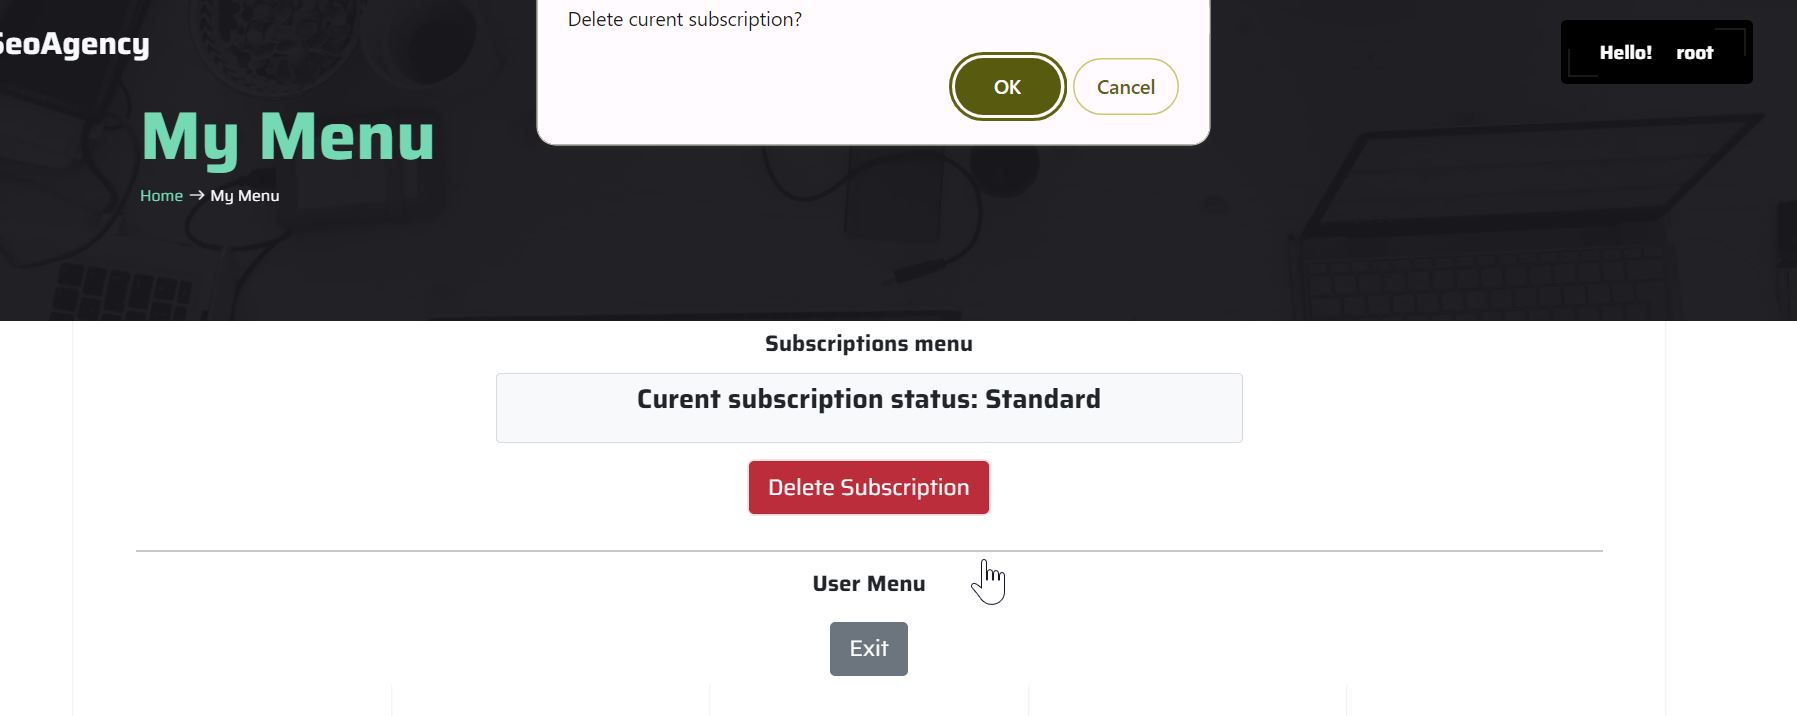 Delete curent subscription?
OK
Cancel
SeoAgency
Hello! root
My Menu
Home → My Menu
Subscriptions menu
Curent subscription status: Standard
Delete Subscription
User Menu
Exit